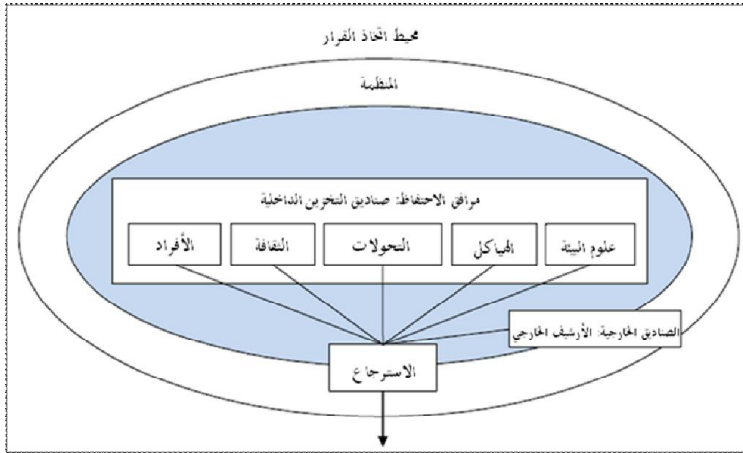 محيط اتخاذ القرار
المنظمة
مرافق الاحتفاظ: صناديق التخزين الداخلية
علوم البيئة
الهياكل
التحولات
الثقافة
الأفراد
الصناديق الخارجية: الأرشيف الخارجي
الاسترجاع